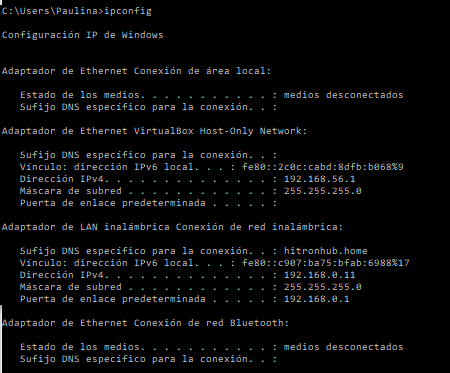 C:\Users\Paulina>ipconfig
Configuración IP de Windows
Adaptador de Ethernet Conexión de área local:
Estado de los medios. . . . . . . . . . . : medios desconectados
Sufijo DNS específico para la conexión. . :
Adaptador de Ethernet VirtualBox Host-Only Network:
Sufijo DNS específico para la conexión. . :
Vínculo: dirección IPv6 local. . . : fe80::2c0c:cabd:8dfb:b068%9
Dirección IPv4. . . . . . . . . . . . . . : 192.168.56.1
Máscara de subred . . . . . . . . . . . . : 255.255.255.0
Puerta de enlace predeterminada . . . . . :
Adaptador de LAN inalámbrica Conexión de red inalámbrica:
Sufijo DNS específico para la conexión. . : hitronhub.home
Vínculo: dirección IPv6 local. . . : fe80::c907:ba75:bfab:6988%17
Dirección IPv4. . . . . . . . . . . . . . : 192.168.0.11
Máscara de subred . . . . . . . . . . . . : 255.255.255.0
Puerta de enlace predeterminada . . . . . : 192.168.0.1
Adaptador de Ethernet Conexión de red Bluetooth:
Estado de los medios. . . . . . . . . . . : medios desconectados
Sufijo DNS específico para la conexión. . :